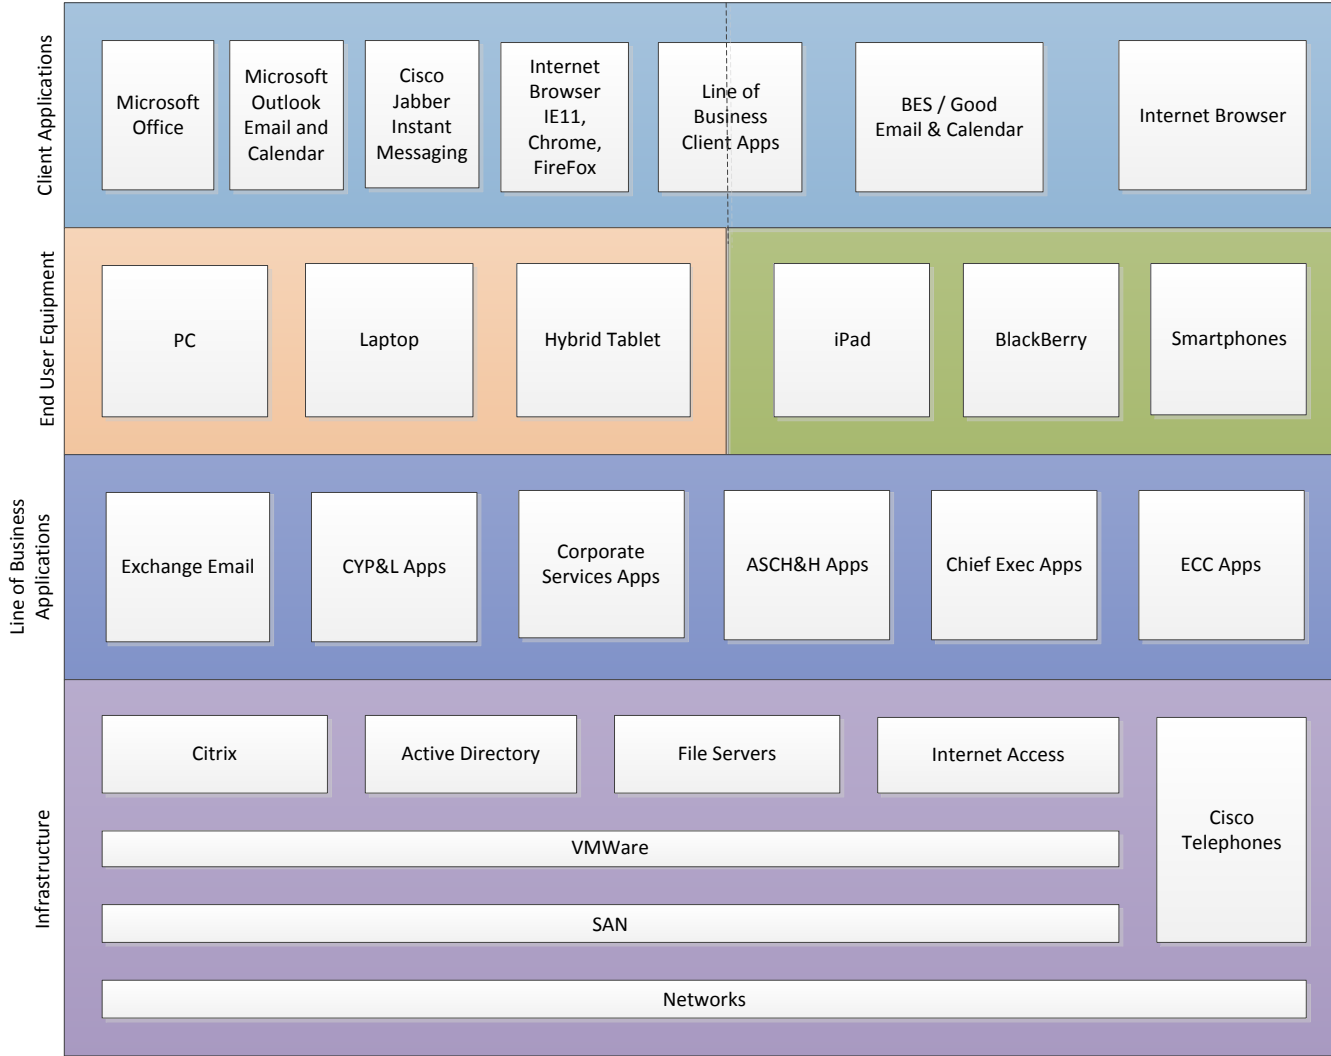 Client Applications
Microsoft
Office
Microsoft
Outlook
Email and
Calendar
Cisco
Jabber
Instant
Messaging
Internet
Browser
IE11,
Chrome,
FireFox
Line of
Business
Client Apps
BES / Good
Email & Calendar
Internet Browser
End User Equipment
PC
Laptop
Hybrid Tablet
iPad
BlackBerry
Smartphones
Line of Business
Applications
Exchange Email
CYP&L Apps
Corporate
Services Apps
ASCH&H Apps
Chief Exec Apps
ECC Apps
Infrastructure
Citrix
Active Directory
File Servers
Internet Access
Cisco
Telephones
VMWare
SAN
Networks